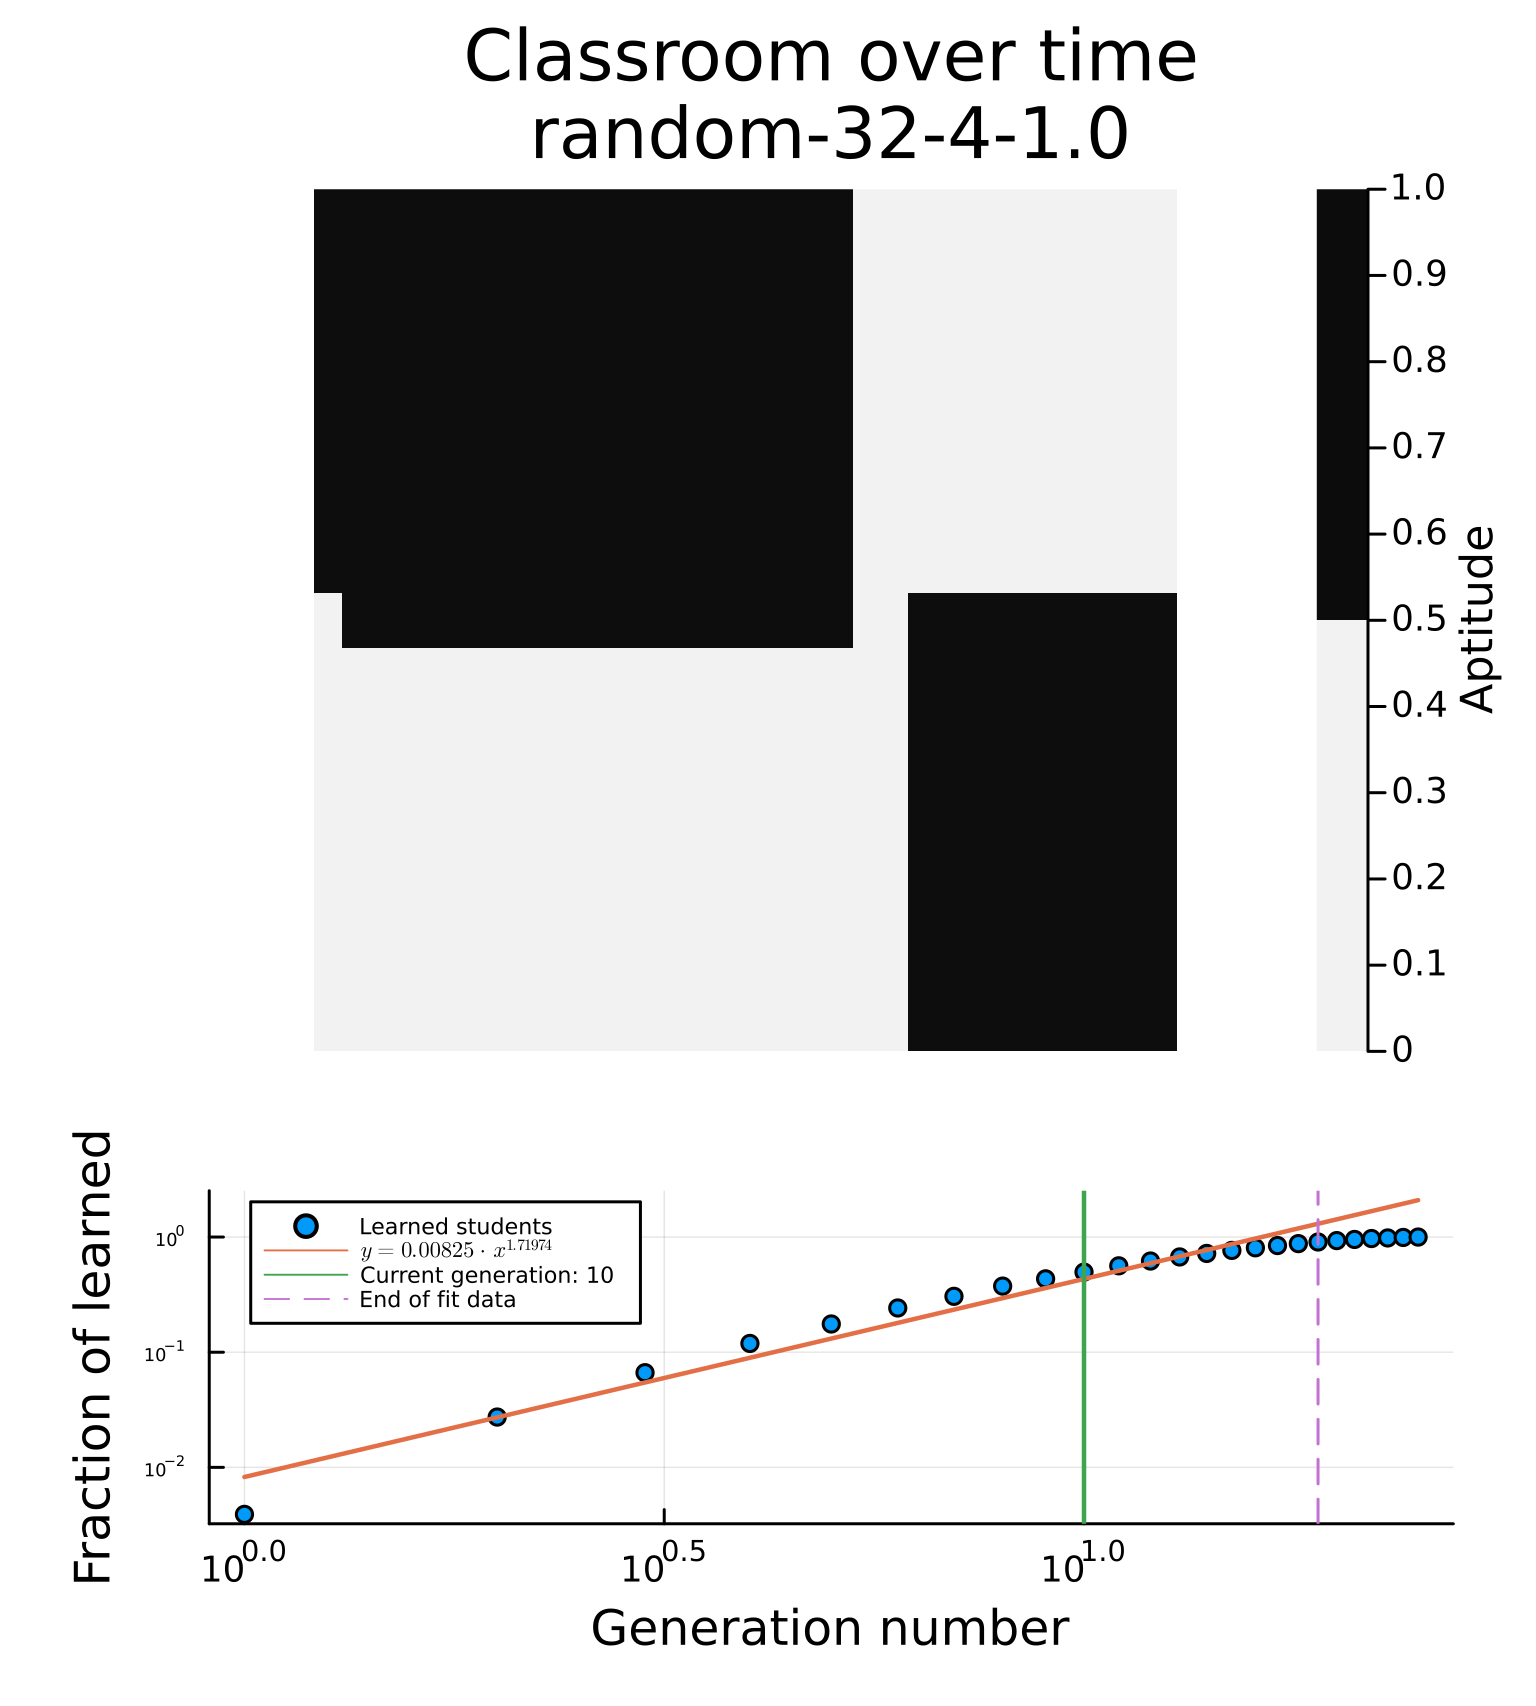 Classroom over time
random-32-4-1.0
1.0
0.9
0.8
0.7
0.6
0.5
0.4
0.3
0.2
0.1
0
Aptitude
Fraction of learned
10⁰
10⁻¹
10⁻²
Learned students
y = 0.00825 · x^1.71974
Current generation: 10
End of fit data
10^0.0
10^0.5
10^1.0
Generation number